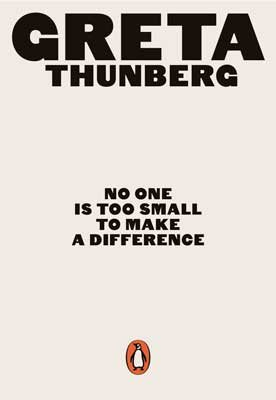 GRETA
THUNBERG
NO ONE
IS TOO SMALL
TO MAKE
A DIFFERENCE